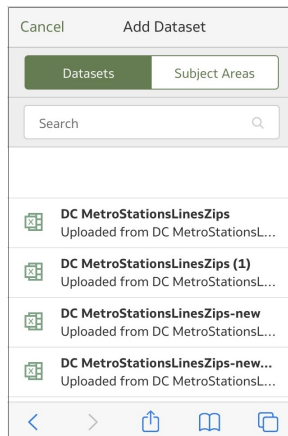 Cancel Add Dataset
Datasets Subject Areas
Search
DC MetroStationsLinesZips
Uploaded from DC MetroStationsL...
DC MetroStationsLinesZips (1)
Uploaded from DC MetroStationsL...
DC MetroStationsLinesZips-new
Uploaded from DC MetroStationsL...
DC MetroStationsLinesZips-new...
Uploaded from DC MetroStationsL...